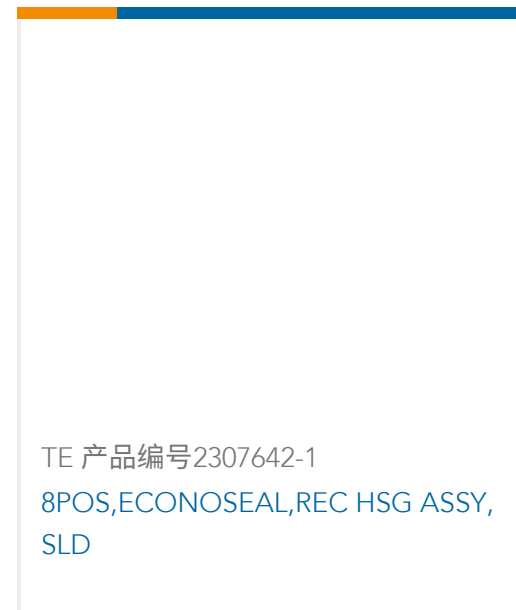 TE 产品编号2307642-1
8POS,ECONOSEAL,REC HSG ASSY,
SLD